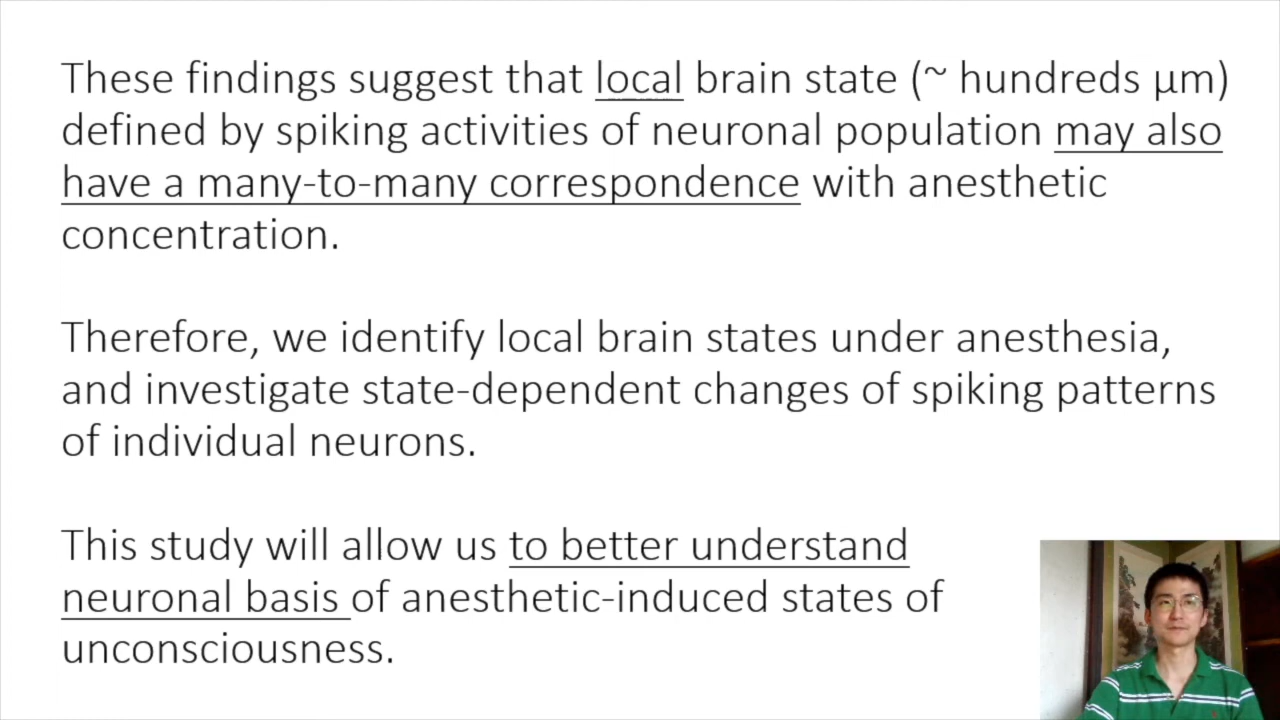 These findings suggest that local brain state (~ hundreds μm)
defined by spiking activities of neuronal population may also
have a many-to-many correspondence with anesthetic
concentration.
Therefore, we identify local brain states under anesthesia,
and investigate state-dependent changes of spiking patterns
of individual neurons.
This study will allow us to better understand
neuronal basis of anesthetic-induced states of
unconsciousness.